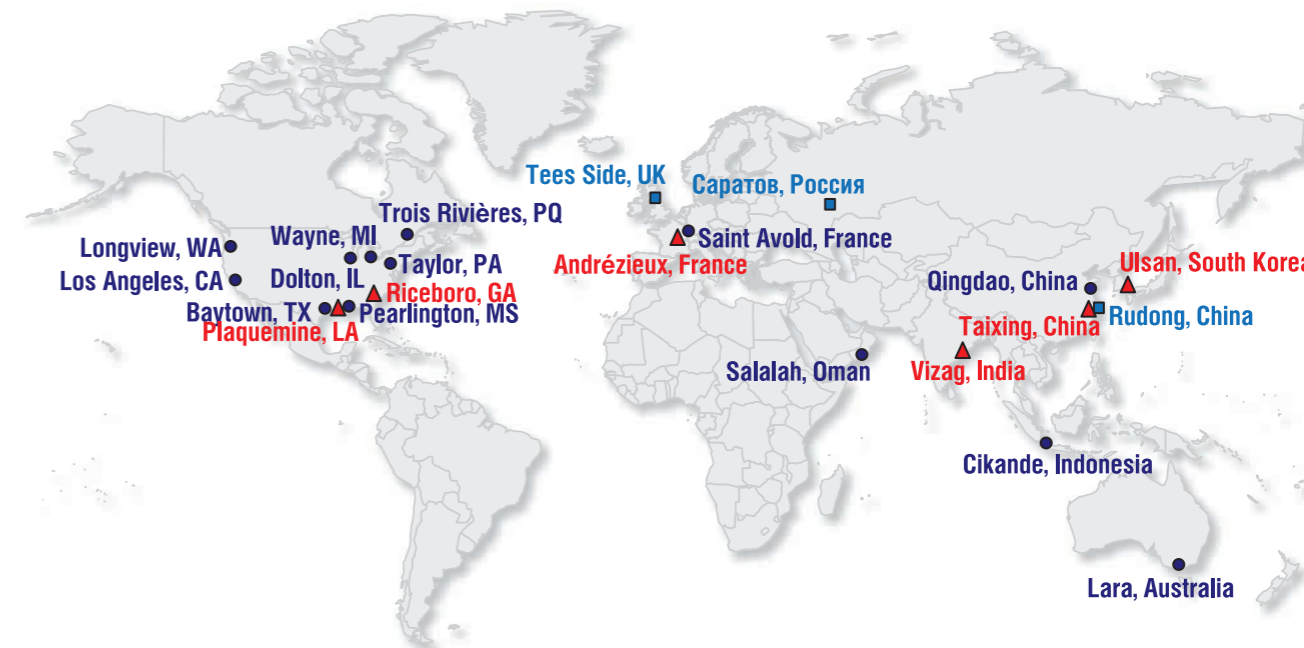 Tees Side, UK
Саратов, Россия
Trois Rivières, PQ
Wayne, MI
Longview, WA
Saint Avold, France
Taylor, PA
Andrézieux, France
Ulsan, South Korea
Los Angeles, CA
Dolton, IL
Qingdao, China
Riceboro, GA
Baytown, TX
Pearlington, MS
Rudong, China
Plaquemine, LA
Taixing, China
Salalah, Oman
Vizag, India
Cikande, Indonesia
Lara, Australia